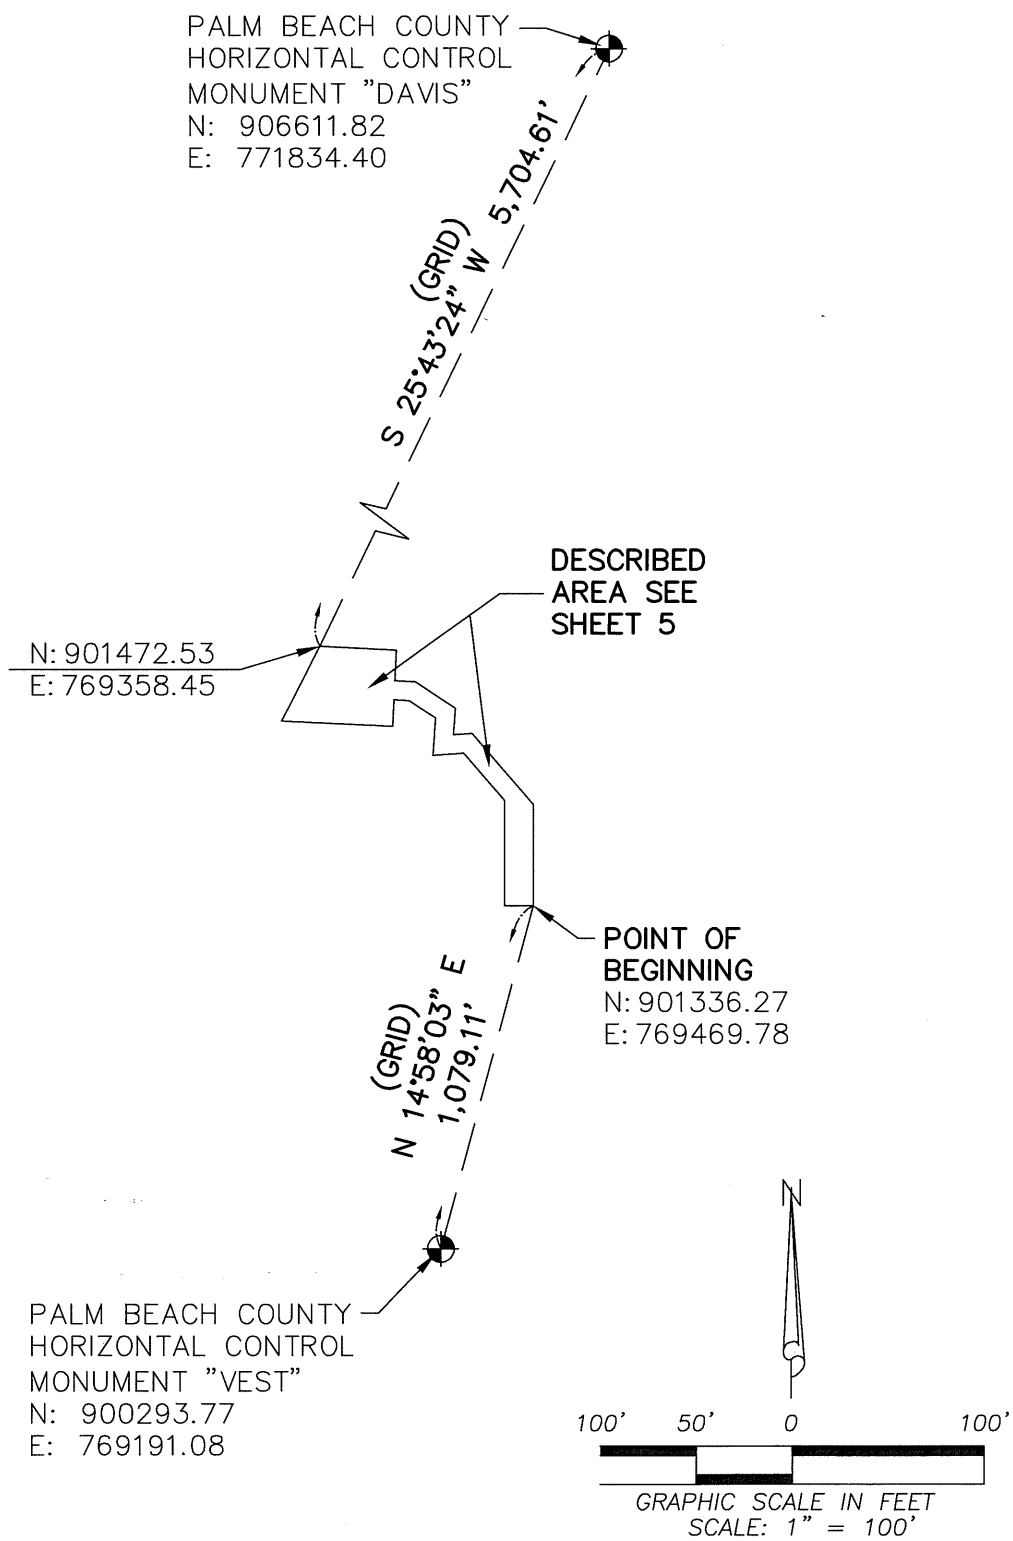 PALM BEACH COUNTY
HORIZONTAL CONTROL
MONUMENT "DAVIS"
N: 906611.82
E: 771834.40
(GRID)
S 25°43'24" W 5,704.61'
DESCRIBED
AREA SEE
SHEET 5
N: 901472.53
E: 769358.45
POINT OF
BEGINNING
N: 901336.27
E: 769469.78
(GRID)
N 14°58'03" E
1,079.11'
PALM BEACH COUNTY
HORIZONTAL CONTROL
MONUMENT "VEST"
N: 900293.77
E: 769191.08
N
100' 50' 0 100'
GRAPHIC SCALE IN FEET
SCALE: 1" = 100'